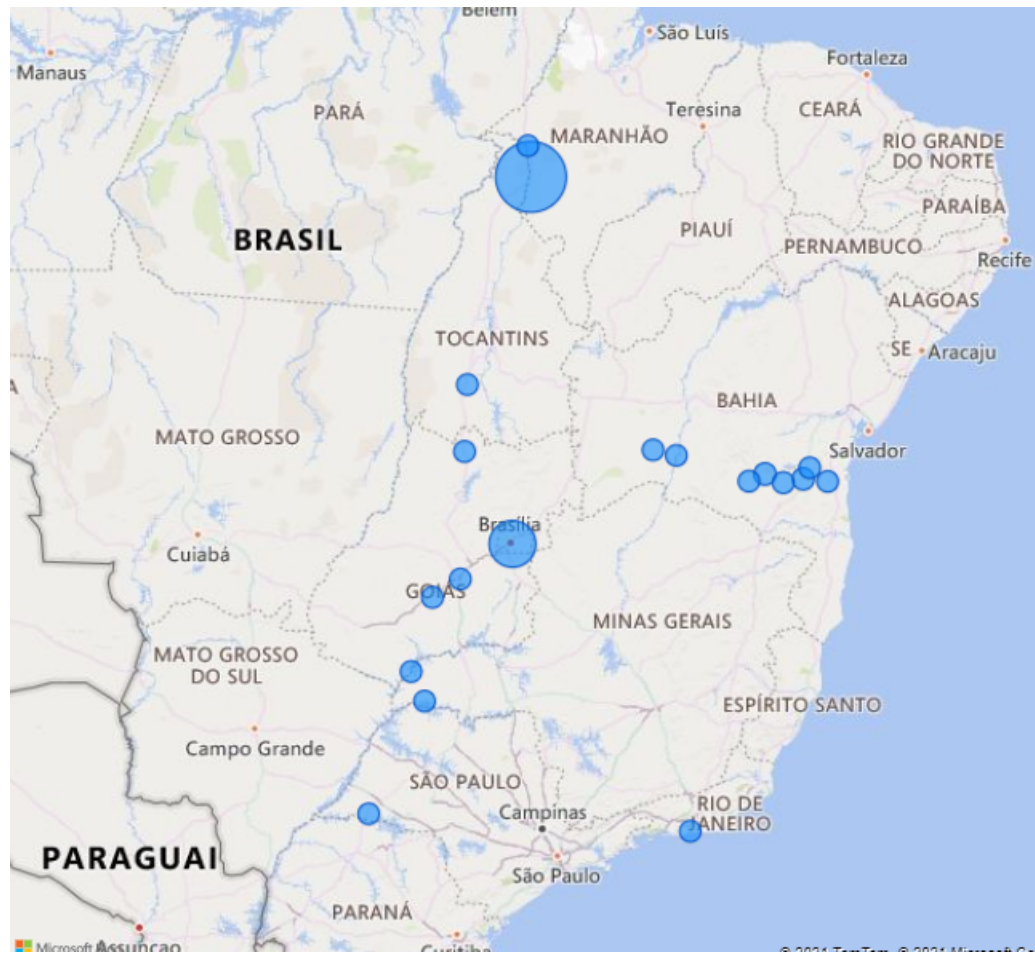 Belém
São Luís
Manaus
Fortaleza
PARÁ
Teresina
CEARÁ
MARANHÃO
RIO GRANDE
DO NORTE
PARAÍBA
PIAUÍ
BRASIL
PERNAMBUCO
Recife
ALAGOAS
TOCANTINS
SE
Aracaju
BAHIA
MATO GROSSO
Salvador
Brasília
Cuiabá
GOIÁS
MINAS GERAIS
MATO GROSSO
DO SUL
ESPÍRITO SANTO
Campo Grande
SÃO PAULO
RIO DE
JANEIRO
Campinas
PARAGUAI
São Paulo
PARANÁ
Microsoft
Assunção
Curitiba
© 2021 TomTom, © 2021 Microsoft Co